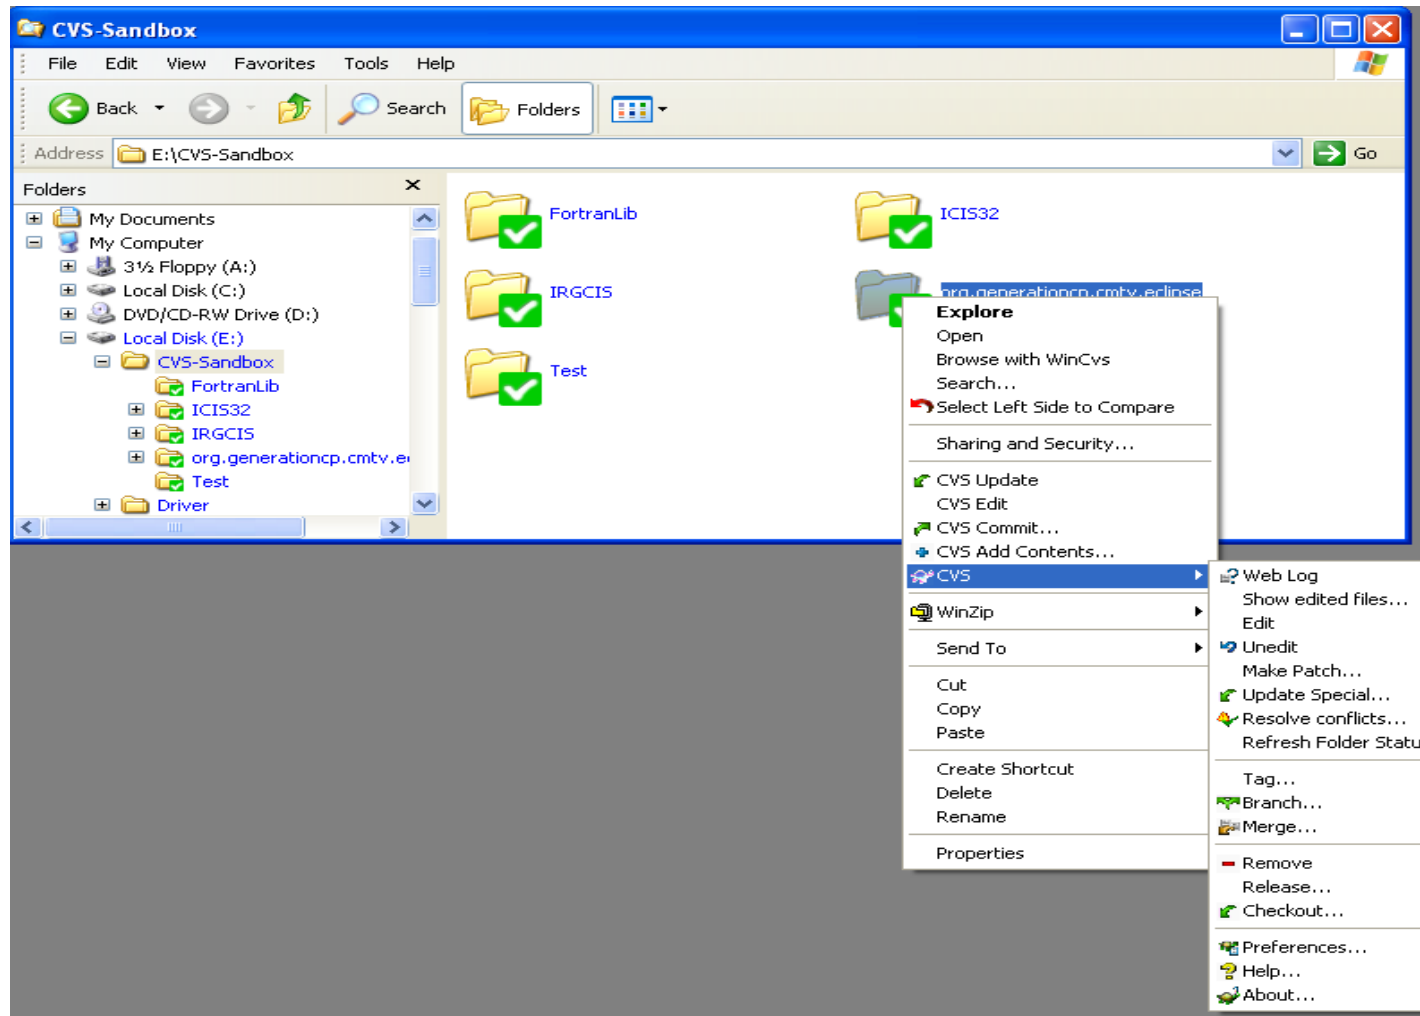 CVS-Sandbox
File Edit View Favorites Tools Help
Back Search Folders
Address E:\CVS-Sandbox Go
Folders
My Documents
My Computer
3½ Floppy (A:)
Local Disk (C:)
DVD/CD-RW Drive (D:)
Local Disk (E:)
CVS-Sandbox
FortranLib
ICIS32
IRGCIS
org.generationcp.cmtv.e
Test
Driver
FortranLib
ICIS32
IRGCIS
org.generationcp.cmtv.eclipse
Test
Explore
Open
Browse with WinCvs
Search...
Select Left Side to Compare
Sharing and Security...
CVS Update
CVS Edit
CVS Commit...
CVS Add Contents...
CVS
WinZip
Send To
Cut
Copy
Paste
Create Shortcut
Delete
Rename
Properties
Web Log
Show edited files...
Edit
Unedit
Make Patch...
Update Special...
Resolve conflicts...
Refresh Folder Statu
Tag...
Branch...
Merge...
Remove
Release...
Checkout...
Preferences...
Help...
About...